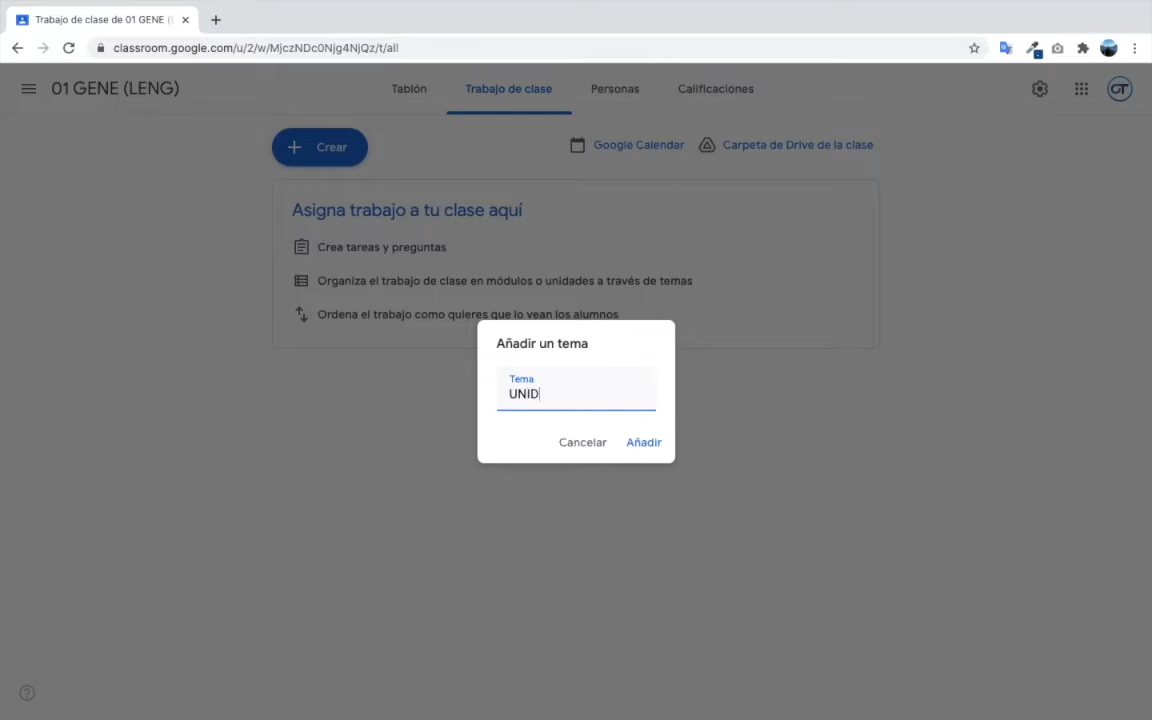 Trabajo de clase de 01 GENE (L
classroom.google.com/u/2/w/MjczNDc0Njg4NjQz/t/all
01 GENE (LENG)
Tablón
Trabajo de clase
Personas
Calificaciones
GT
Crear
Google Calendar
Carpeta de Drive de la clase
Asigna trabajo a tu clase aquí
Crea tareas y preguntas
Organiza el trabajo de clase en módulos o unidades a través de temas
Ordena el trabajo como quieres que lo vean los alumnos
Añadir un tema
Tema
UNID
Cancelar
Añadir